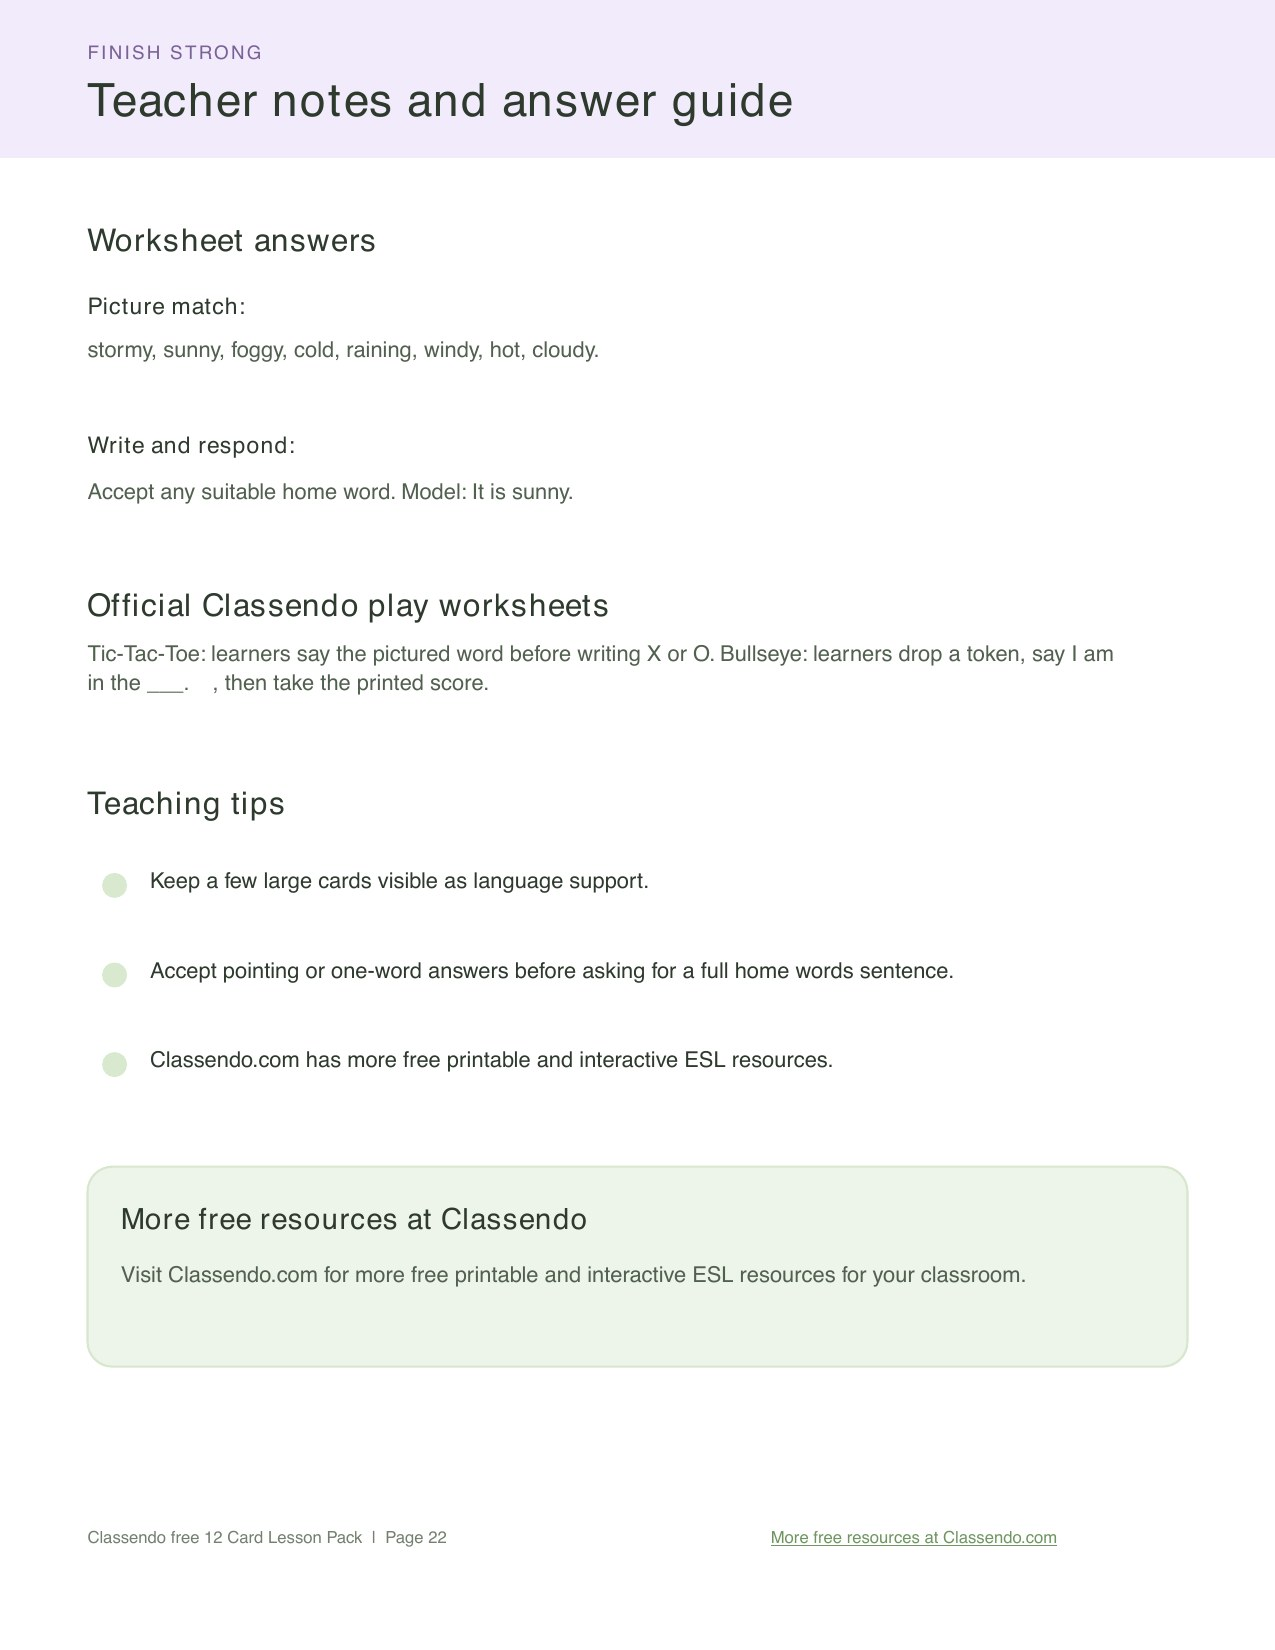 FINISH STRONG
Teacher notes and answer guide
Worksheet answers
Picture match:
stormy, sunny, foggy, cold, raining, windy, hot, cloudy.
Write and respond:
Accept any suitable home word. Model: It is sunny.
Official Classendo play worksheets
Tic-Tac-Toe: learners say the pictured word before writing X or O. Bullseye: learners drop a token, say I am
in the ___.    , then take the printed score.
Teaching tips
Keep a few large cards visible as language support.
Accept pointing or one-word answers before asking for a full home words sentence.
Classendo.com has more free printable and interactive ESL resources.
More free resources at Classendo
Visit Classendo.com for more free printable and interactive ESL resources for your classroom.
Classendo free 12 Card Lesson Pack | Page 22
More free resources at Classendo.com